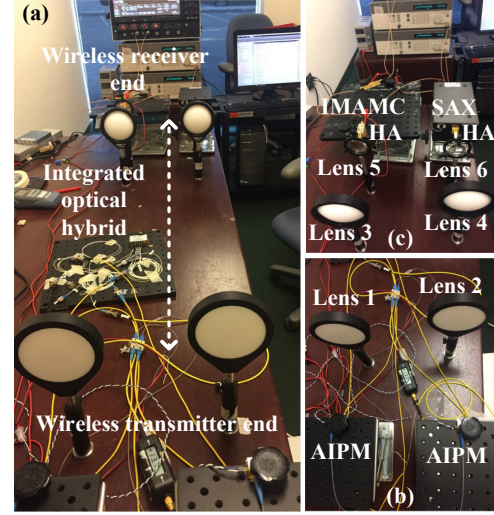 (a)
Wireless receiver
end
Integrated
optical
hybrid
Wireless transmitter end
IMAMC
SAX
HA
HA
Lens 5
Lens 6
Lens 3
Lens 4
(c)
Lens 1
Lens 2
AIPM
AIPM
(b)